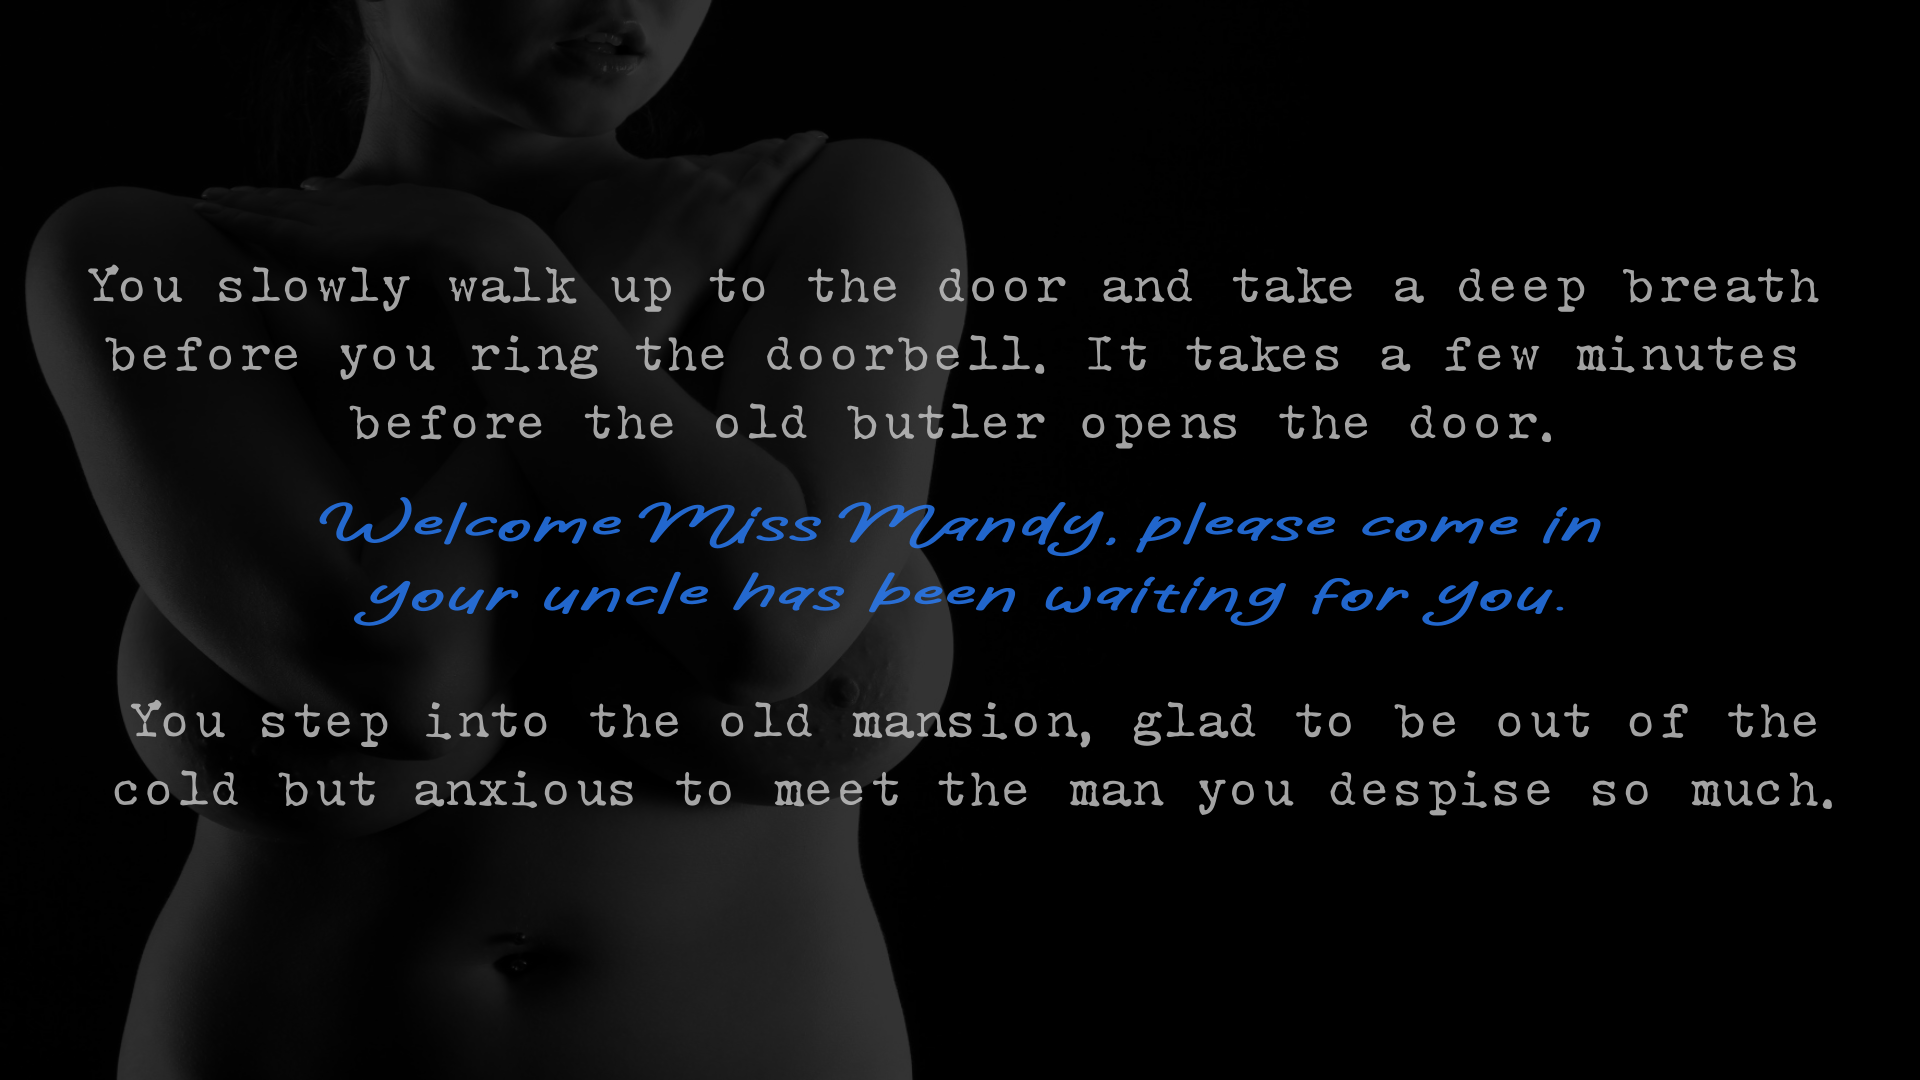 You slowly walk up to the door and take a deep breath
before you ring the doorbell. It takes a few minutes
before the old butler opens the door.
Welcome Miss Mandy, please come in
your uncle has been waiting for you.
You step into the old mansion, glad to be out of the
cold but anxious to meet the man you despise so much.